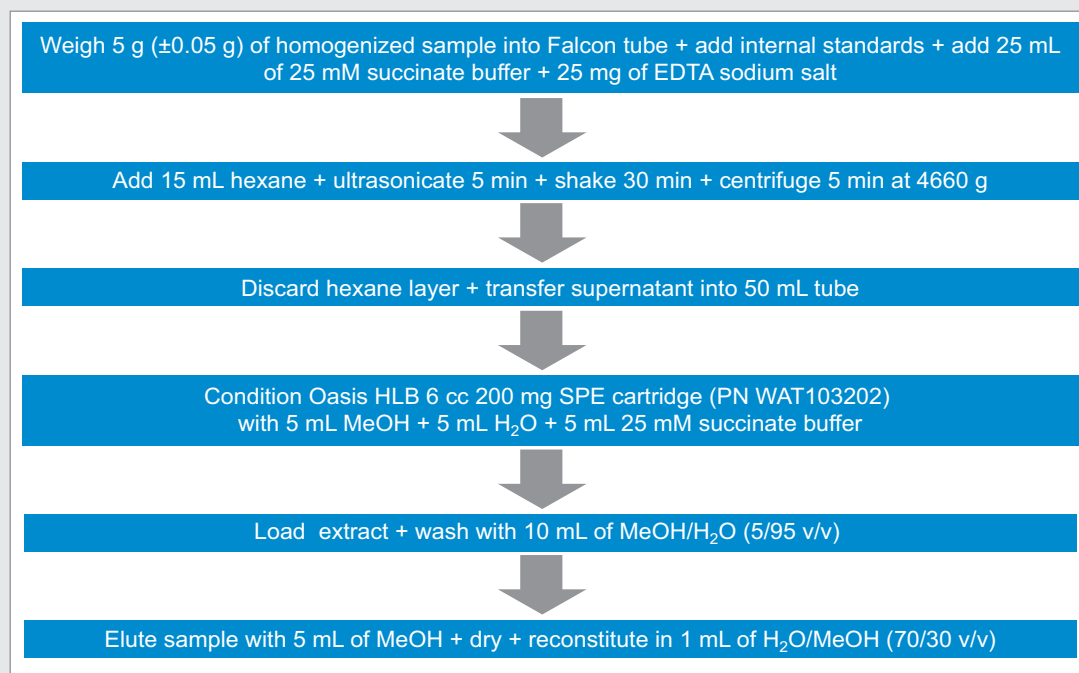 Weigh 5 g (±0.05 g) of homogenized sample into Falcon tube + add internal standards + add 25 mL
of 25 mM succinate buffer + 25 mg of EDTA sodium salt
Add 15 mL hexane + ultrasonicate 5 min + shake 30 min + centrifuge 5 min at 4660 g
Discard hexane layer + transfer supernatant into 50 mL tube
Condition Oasis HLB 6 cc 200 mg SPE cartridge (PN WAT103202)
with 5 mL MeOH + 5 mL H₂O + 5 mL 25 mM succinate buffer
Load extract + wash with 10 mL of MeOH/H₂O (5/95 v/v)
Elute sample with 5 mL of MeOH + dry + reconstitute in 1 mL of H₂O/MeOH (70/30 v/v)